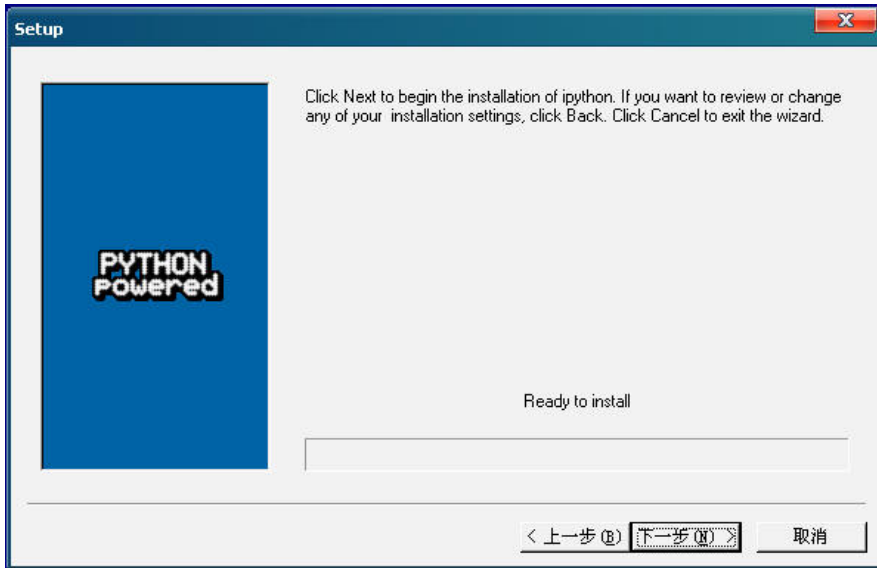 Setup
Click Next to begin the installation of ipython. If you want to review or change
any of your installation settings, click Back. Click Cancel to exit the wizard.
PYTHON
Powered
Ready to install
< 上一步(B) 下一步(N) > 取消